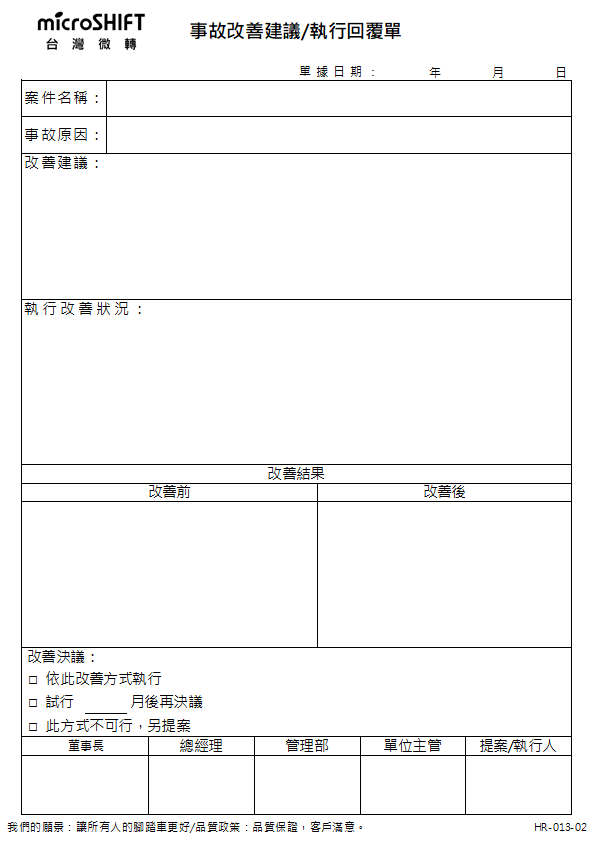 microSHIFT
台灣微轉
事故改善建議/執行回覆單
單據日期： 年 月 日
案件名稱：
事故原因：
改善建議：
執行改善狀況：
改善結果
改善前 改善後
改善決議：
□ 依此改善方式執行
□ 試行 _____ 月後再決議
□ 此方式不可行，另提案
董事長 總經理 管理部 單位主管 提案/執行人
我們的願景：讓所有人的腳踏車更好/品質政策：品質保證，客戶滿意。 HR-013-02